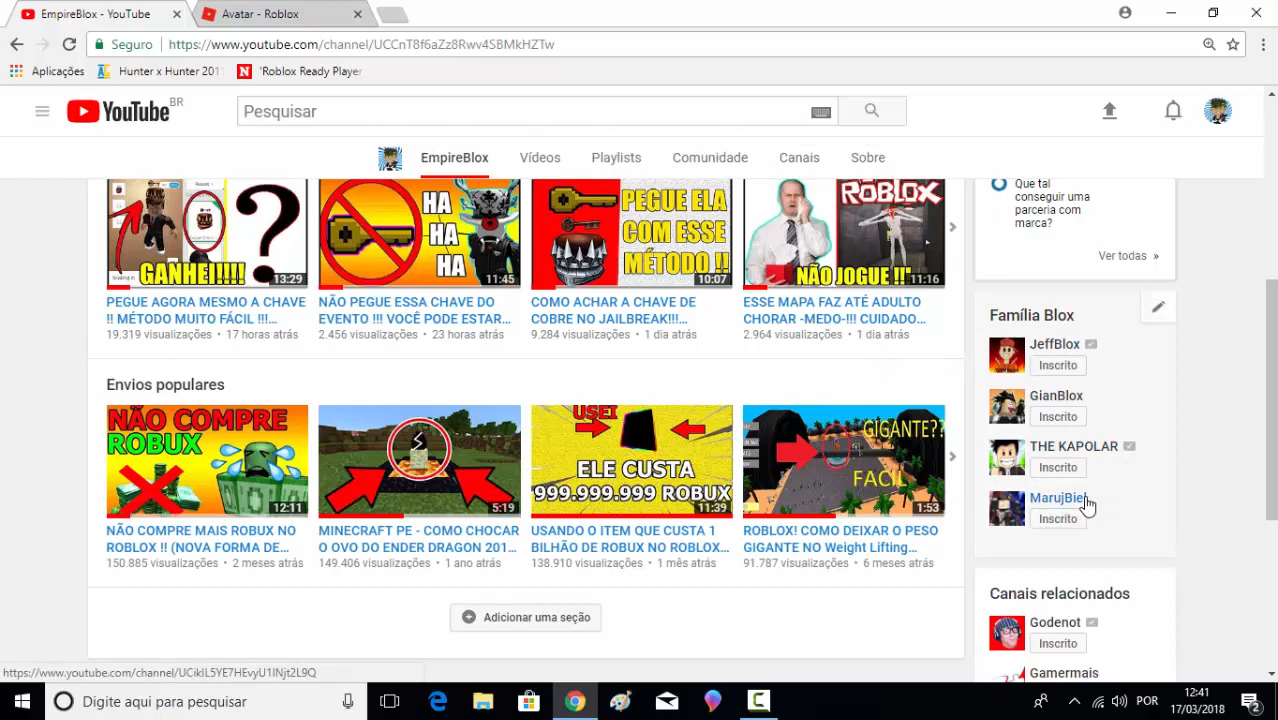 EmpireBlox - YouTube
Avatar - Roblox
Seguro
https://www.youtube.com/channel/UCCnT8f6aZz8Rwv4SBMkHZTw
Aplicações
Hunter x Hunter 201
'Roblox Ready Player
YouTube BR
Pesquisar
EmpireBlox
Vídeos
Playlists
Comunidade
Canais
Sobre
GANHEI!!!!
13:29
HA
HA
HA
11:45
PEGUE ELA
COM ESSE
MÉTODO !!
10:07
ROBLOX
NÃO JOGUE !!"
11:16
PEGUE AGORA MESMO A CHAVE
!! MÉTODO MUITO FÁCIL !!!...
19.319 visualizações • 17 horas atrás
NÃO PEGUE ESSA CHAVE DO
EVENTO !!! VOCÊ PODE ESTAR...
2.456 visualizações • 23 horas atrás
COMO ACHAR A CHAVE DE
COBRE NO JAILBREAK!!!...
9.284 visualizações • 1 dia atrás
ESSE MAPA FAZ ATÉ ADULTO
CHORAR -MEDO-!!! CUIDADO...
2.964 visualizações • 1 dia atrás
Envios populares
NÃO COMPRE
ROBUX
12:11
5:19
USEI
ELE CUSTA
999.999.999 ROBUX
11:39
GIGANTE??
FACIL
1:53
NÃO COMPRE MAIS ROBUX NO
ROBLOX !! (NOVA FORMA DE...
150.885 visualizações • 2 meses atrás
MINECRAFT PE - COMO CHOCAR
O OVO DO ENDER DRAGON 201...
149.406 visualizações • 1 ano atrás
USANDO O ITEM QUE CUSTA 1
BILHÃO DE ROBUX NO ROBLOX...
138.910 visualizações • 1 mês atrás
ROBLOX! COMO DEIXAR O PESO
GIGANTE NO Weight Lifting...
91.787 visualizações • 6 meses atrás
Adicionar uma seção
Que tal
conseguir uma
parceria com
marca?
Ver todas »
Família Blox
JeffBlox
Inscrito
GianBlox
Inscrito
THE KAPOLAR
Inscrito
MarujBiel
Inscrito
Canais relacionados
Godenot
Inscrito
Gamermais
https://www.youtube.com/channel/UCikIL5YE7HEvyU1INjt2L9Q
Digite aqui para pesquisar
POR
12:41
17/03/2018
2